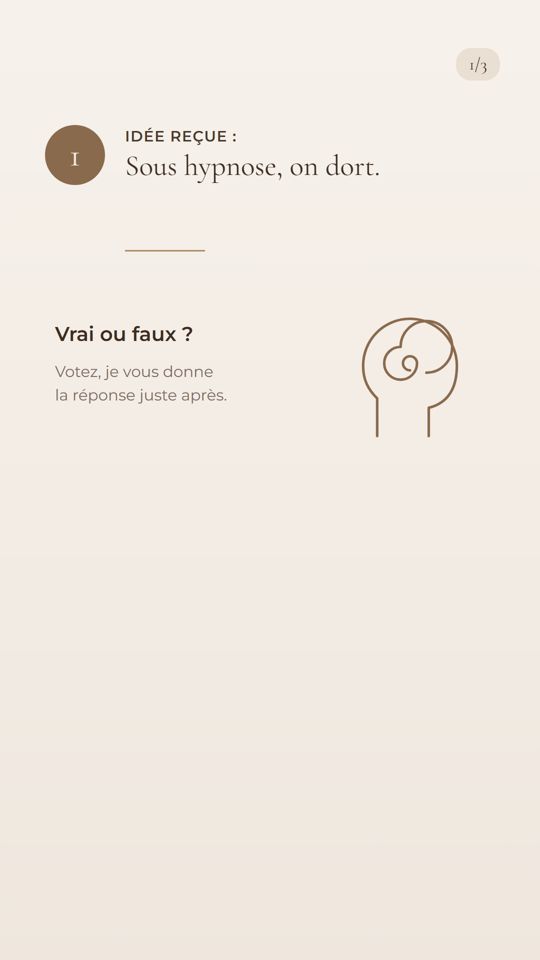 1/3
1
IDÉE REÇUE :
Sous hypnose, on dort.
Vrai ou faux ?
Votez, je vous donne
la réponse juste après.